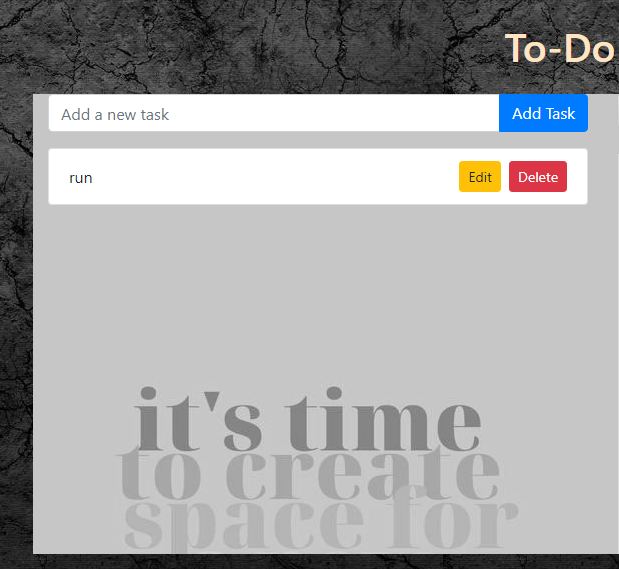 To-Do
Add a new task
Add Task
run
Edit
Delete
it's time
to create
space for